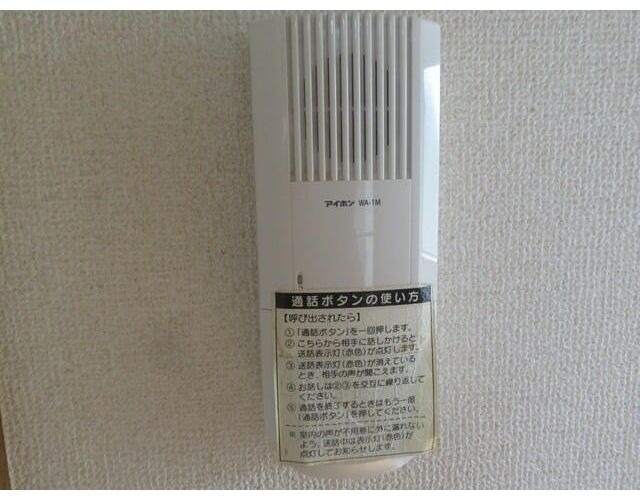 アイホン WA-1M
通話ボタンの使い方
【呼び出されたら】
①「通話ボタン」を一回押します。
②こちらから相手に話しかけると
送話表示灯(赤色)が点灯します。
③送話表示灯(赤色)が消えている
とき、相手の声が聞こえます。
④お話しは②③を交互に繰り返して
ください。
⑤通話を終了するときはもう一度
「通話ボタン」を押してください。
※室内の声が不用意に外に漏れない
よう、送話中は表示灯(赤色)が
点灯してお知らせします。